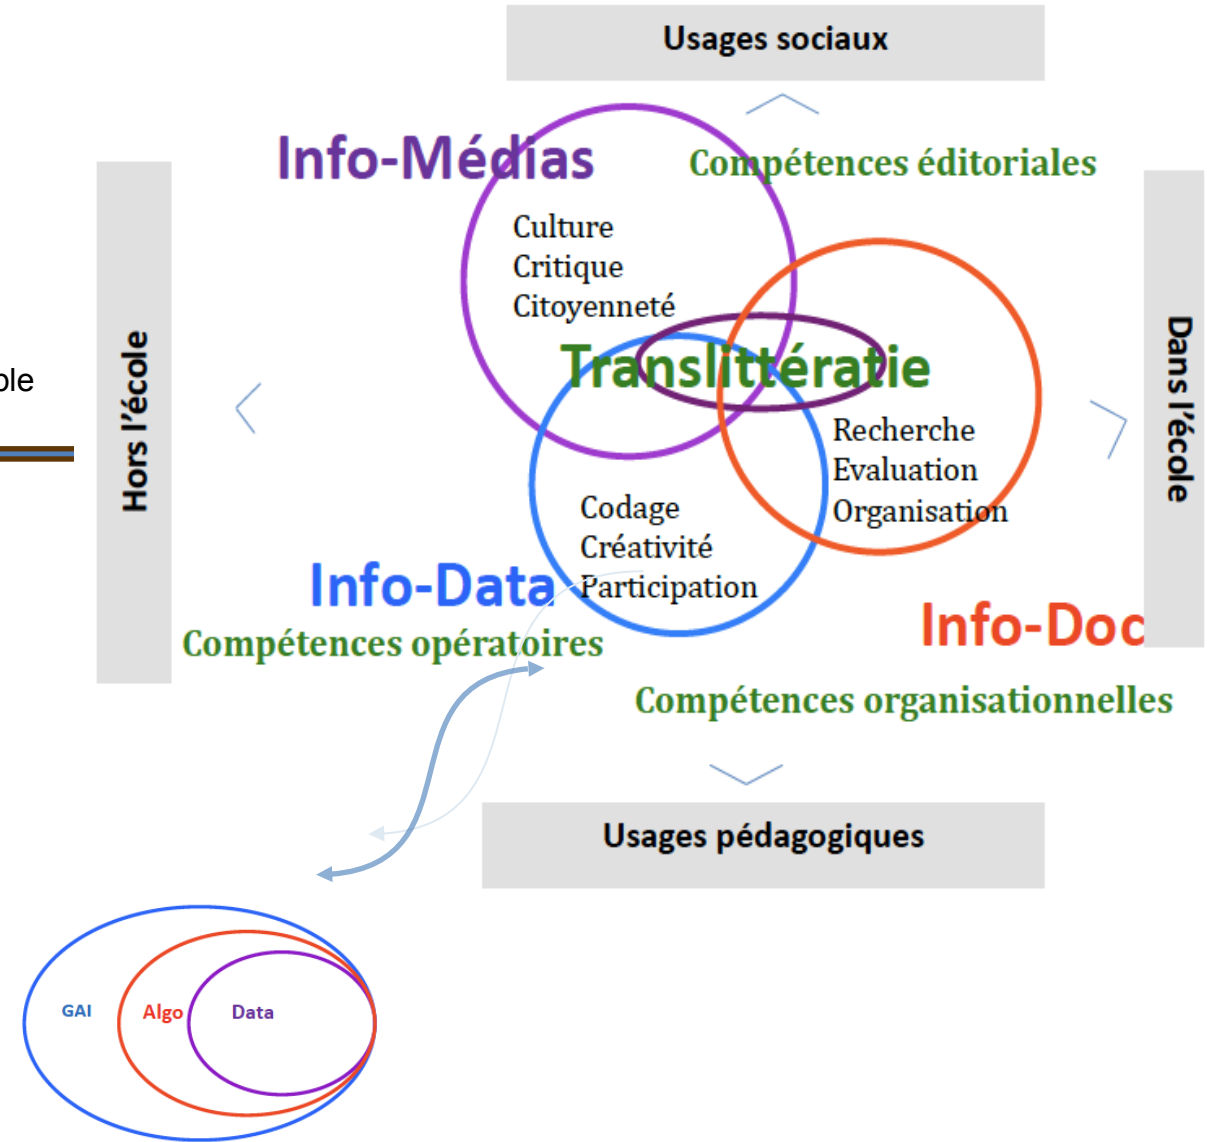 Usages sociaux
Info-Médias
Compétences éditoriales
Culture
Critique
Citoyenneté
Hors l'école
Dans l'école
Translittératie
Recherche
Evaluation
Organisation
Codage
Créativité
Participation
Info-Data
Compétences opératoires
Info-Doc
Compétences organisationnelles
Usages pédagogiques
GAI
Algo
Data